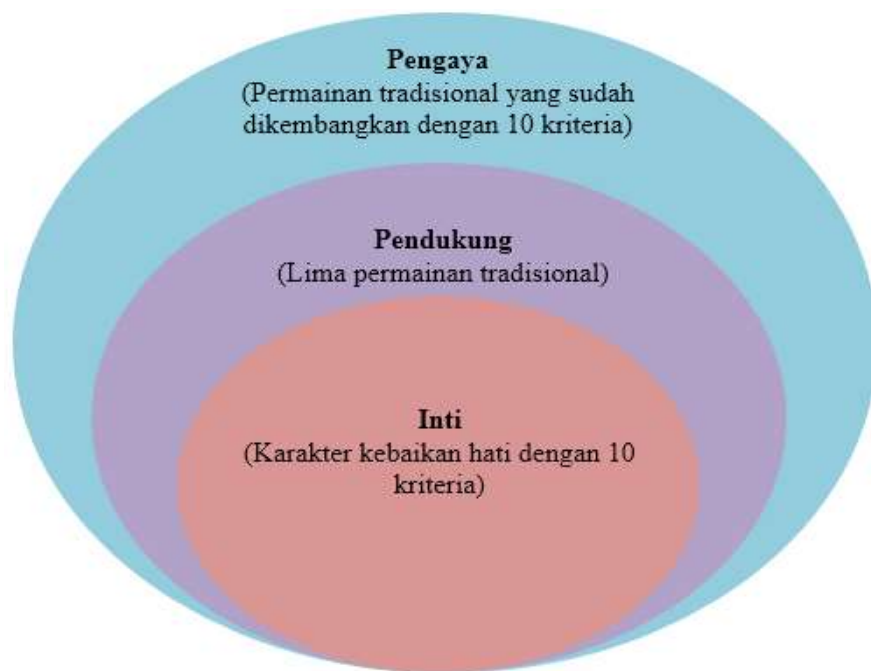 Pengaya
(Permainan tradisional yang sudah
dikembangkan dengan 10 kriteria)
Pendukung
(Lima permainan tradisional)
Inti
(Karakter kebaikan hati dengan 10
kriteria)